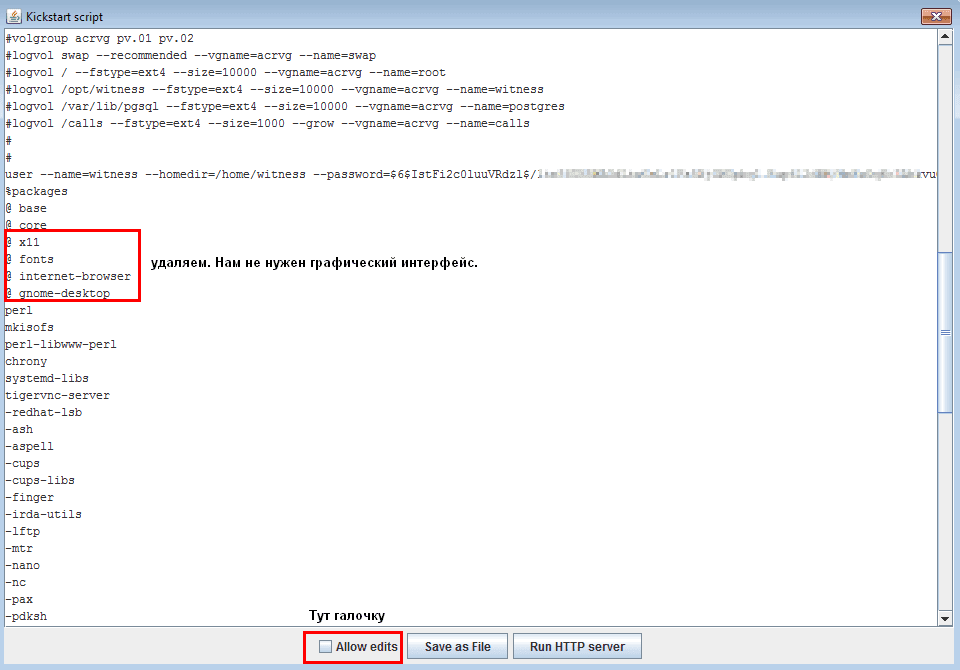 Kickstart script
#volgroup acrvg pv.01 pv.02
#logvol swap --recommended --vgname=acrvg --name=swap
#logvol / --fstype=ext4 --size=10000 --vgname=acrvg --name=root
#logvol /opt/witness --fstype=ext4 --size=10000 --vgname=acrvg --name=witness
#logvol /var/lib/pgsql --fstype=ext4 --size=10000 --vgname=acrvg --name=postgres
#logvol /calls --fstype=ext4 --size=1000 --grow --vgname=acrvg --name=calls
#
#
user --name=witness --homedir=/home/witness
%packages
@ base
@ core
@ x11
@ fonts
удаляем. Нам не нужен графический интерфейс.
@ internet-browser
@ gnome-desktop
perl
mkisofs
perl-libwww-perl
chrony
systemd-libs
tigervnc-server
-redhat-lsb
-ash
-aspell
-cups
-cups-libs
-finger
-irda-utils
-lftp
-mtr
-nano
-nc
-pax
-pdksh
Тут галочку
Allow edits
Save as File
Run HTTP server